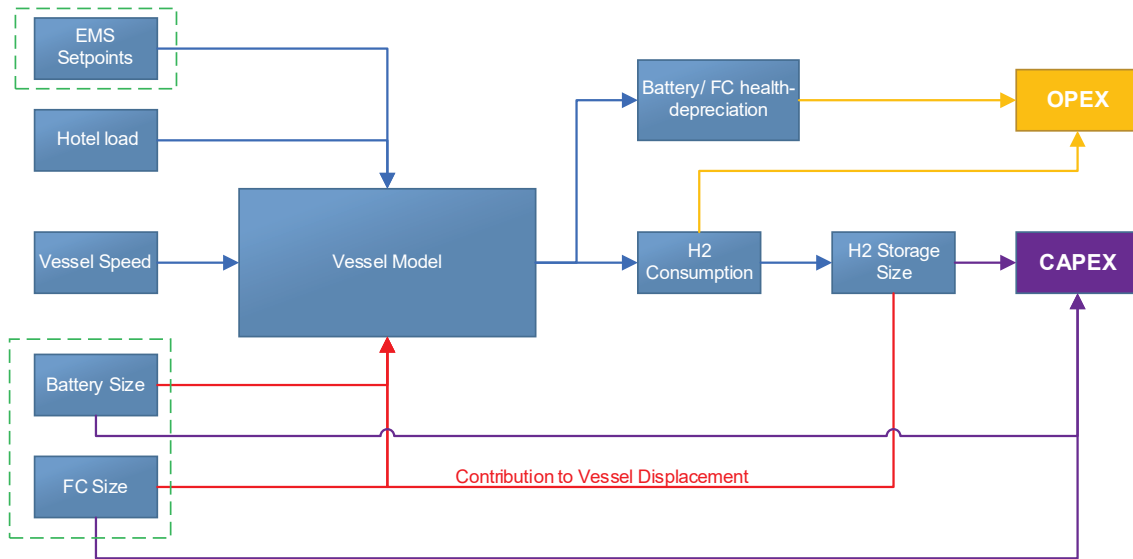 EMS
Setpoints
Battery/ FC health-
depreciation
OPEX
Hotel load
Vessel Speed
Vessel Model
H2
Consumption
H2 Storage
Size
CAPEX
Battery Size
FC Size
Contribution to Vessel Displacement